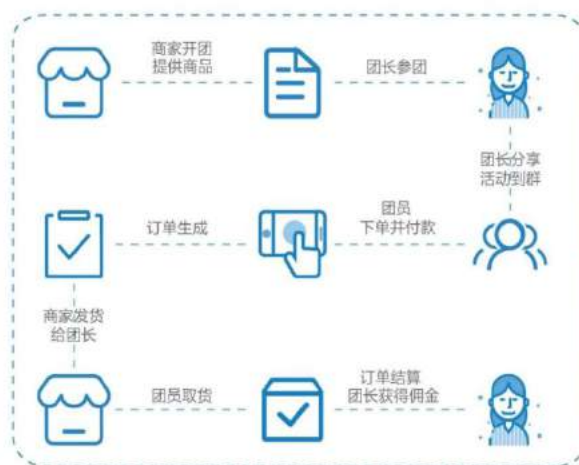 商家开团
提供商品
团长参团
团长分享
活动到群
团员
下单并付款
订单生成
商家发货
给团长
团员取货
订单结算
团长获得佣金